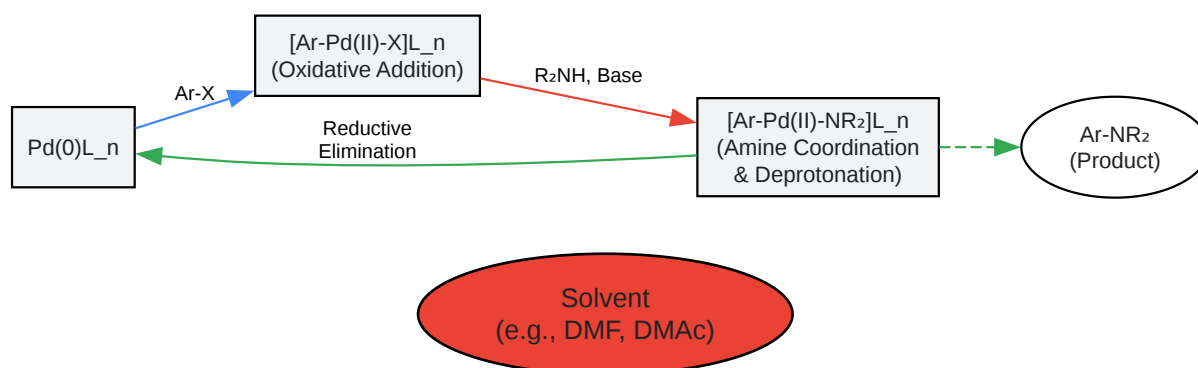 [Ar-Pd(II)-X]L_n
(Oxidative Addition)
Ar-X
R₂NH, Base
Pd(0)L_n
Reductive
Elimination
[Ar-Pd(II)-NR₂]L_n
(Amine Coordination
& Deprotonation)
Ar-NR₂
(Product)
Solvent
(e.g., DMF, DMAc)